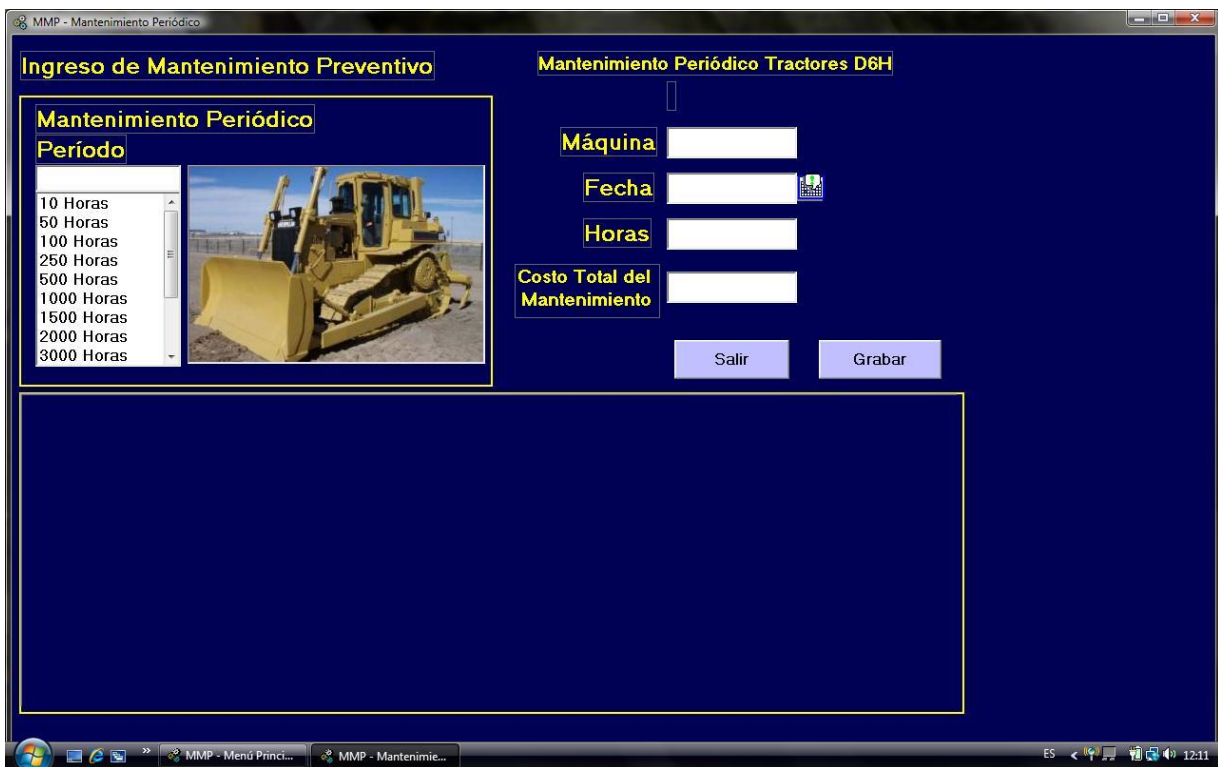 MMP - Mantenimiento Periódico
Ingreso de Mantenimiento Preventivo
Mantenimiento Periódico Tractores D6H
Mantenimiento Periódico
Período
10 Horas
50 Horas
100 Horas
250 Horas
500 Horas
1000 Horas
1500 Horas
2000 Horas
3000 Horas
Máquina
Fecha
Horas
Costo Total del
Mantenimiento
Salir
Grabar
MMP - Menú Princi...
MMP - Mantenimie...
ES
12:11